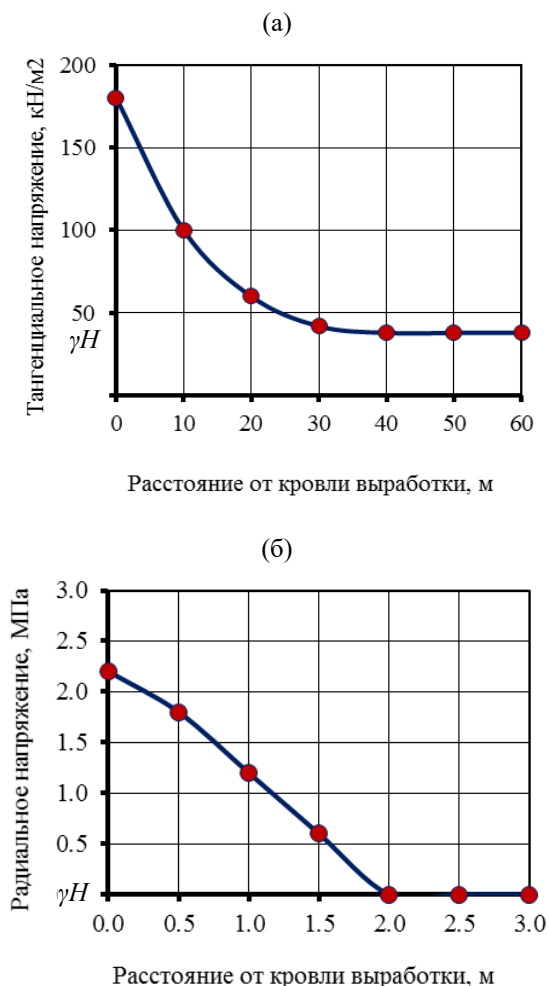 (а)
Тангенциальное напряжение, кН/м2
200
150
100
50
γH
0 10 20 30 40 50 60
Расстояние от кровли выработки, м
(б)
Радиальное напряжение, МПа
3.0
2.5
2.0
1.5
1.0
0.5
γH
0.0 0.5 1.0 1.5 2.0 2.5 3.0
Расстояние от кровли выработки, м